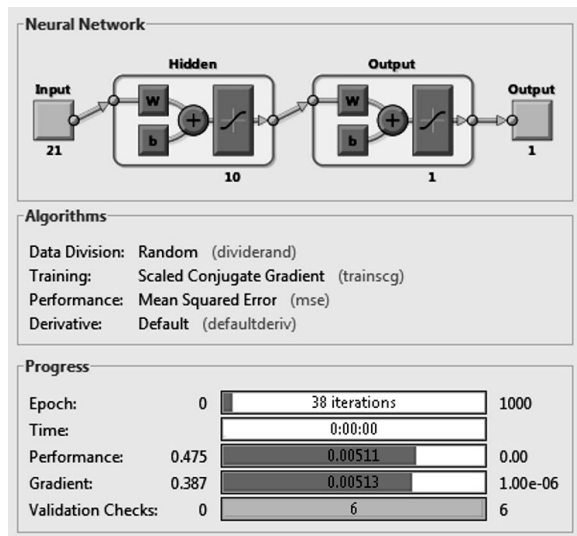 Neural Network
Hidden Output
Input Output
W W
+ +
b b
21 10 1 1
Algorithms
Data Division: Random (dividerand)
Training: Scaled Conjugate Gradient (trainscg)
Performance: Mean Squared Error (mse)
Derivative: Default (defaultderiv)
Progress
Epoch: 0 38 iterations 1000
Time: 0:00:00
Performance: 0.475 0.00511 0.00
Gradient: 0.387 0.00513 1.00e-06
Validation Checks: 0 6 6